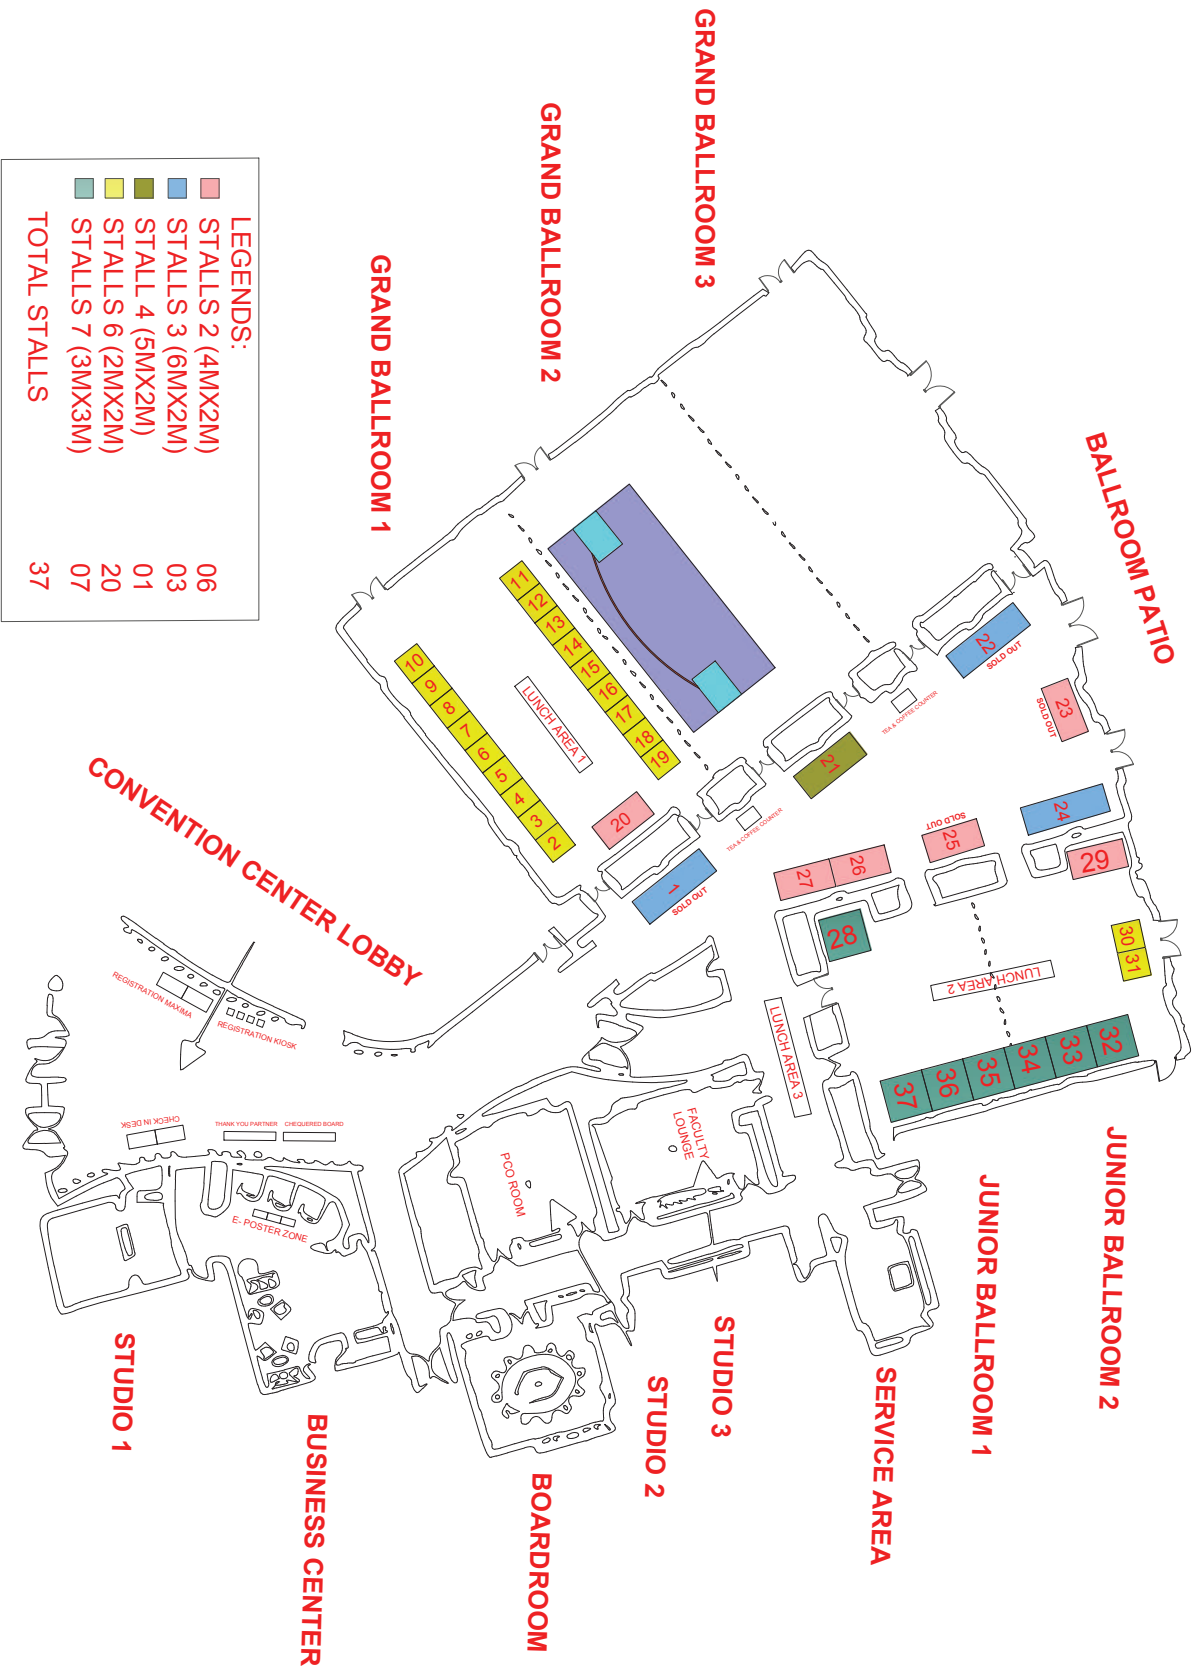 GRAND BALLROOM 3
GRAND BALLROOM 2
GRAND BALLROOM 1
BALLROOM PATIO
CONVENTION CENTER LOBBY
LEGENDS:
STALLS 2 (4MX2M) 06
STALLS 3 (6MX2M) 03
STALL 4 (5MX2M) 01
STALLS 6 (2MX2M) 20
STALLS 7 (3MX3M) 07
TOTAL STALLS 37
11
12
13
14
15
16
17
18
19
10
9
8
7
6
5
4
3
2
LUNCH AREA 1
20
1
SOLD OUT
21
22
SOLD OUT
TEA & COFFEE COUNTER
TEA & COFFEE COUNTER
23
SOLD OUT
24
25
SOLD OUT
26
27
28
29
30
31
LUNCH AREA 2
LUNCH AREA 3
32
33
34
35
36
37
REGISTRATION MAXIMA
REGISTRATION KIOSK
CHECK IN DESK
THANK YOU PARTNER
CHEQUERED BOARD
E- POSTER ZONE
PCO ROOM
FACULTY
LOUNGE
JUNIOR BALLROOM 2
JUNIOR BALLROOM 1
SERVICE AREA
STUDIO 3
STUDIO 2
BOARDROOM
BUSINESS CENTER
STUDIO 1